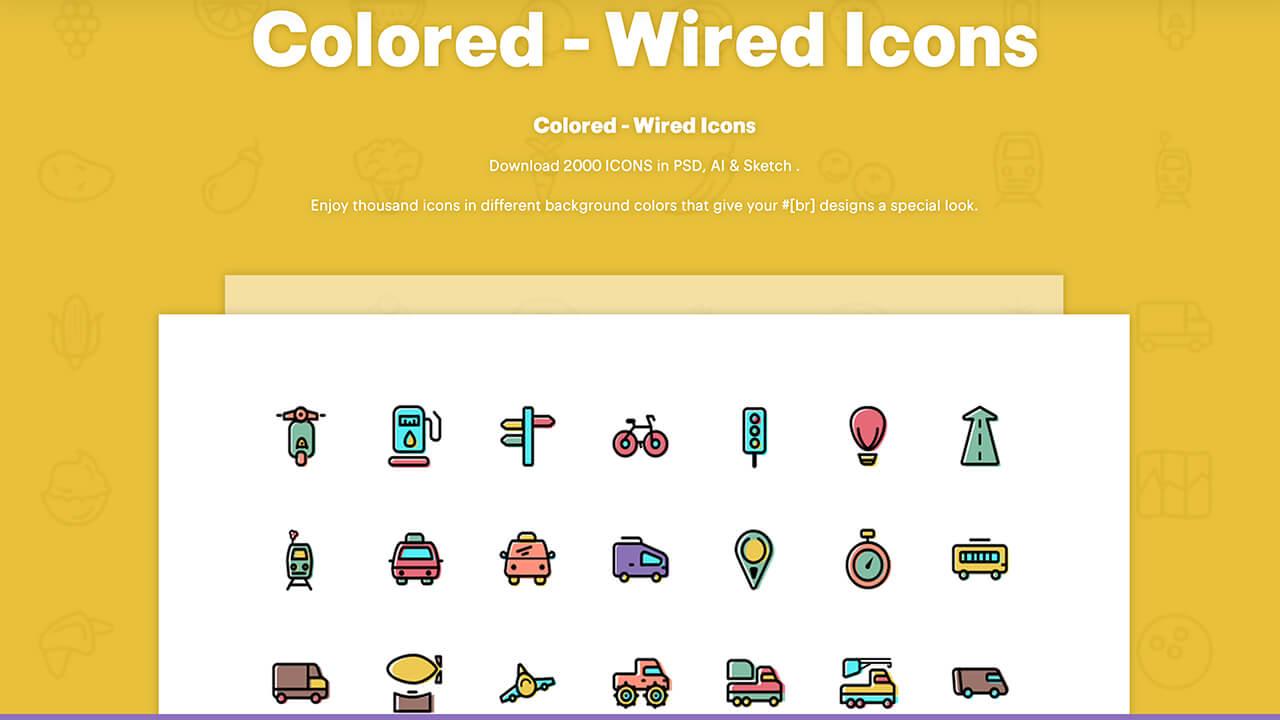 Colored - Wired Icons
Colored - Wired Icons
Download 2000 ICONS in PSD, AI & Sketch .
Enjoy thousand icons in different background colors that give your #[br] designs a special look.